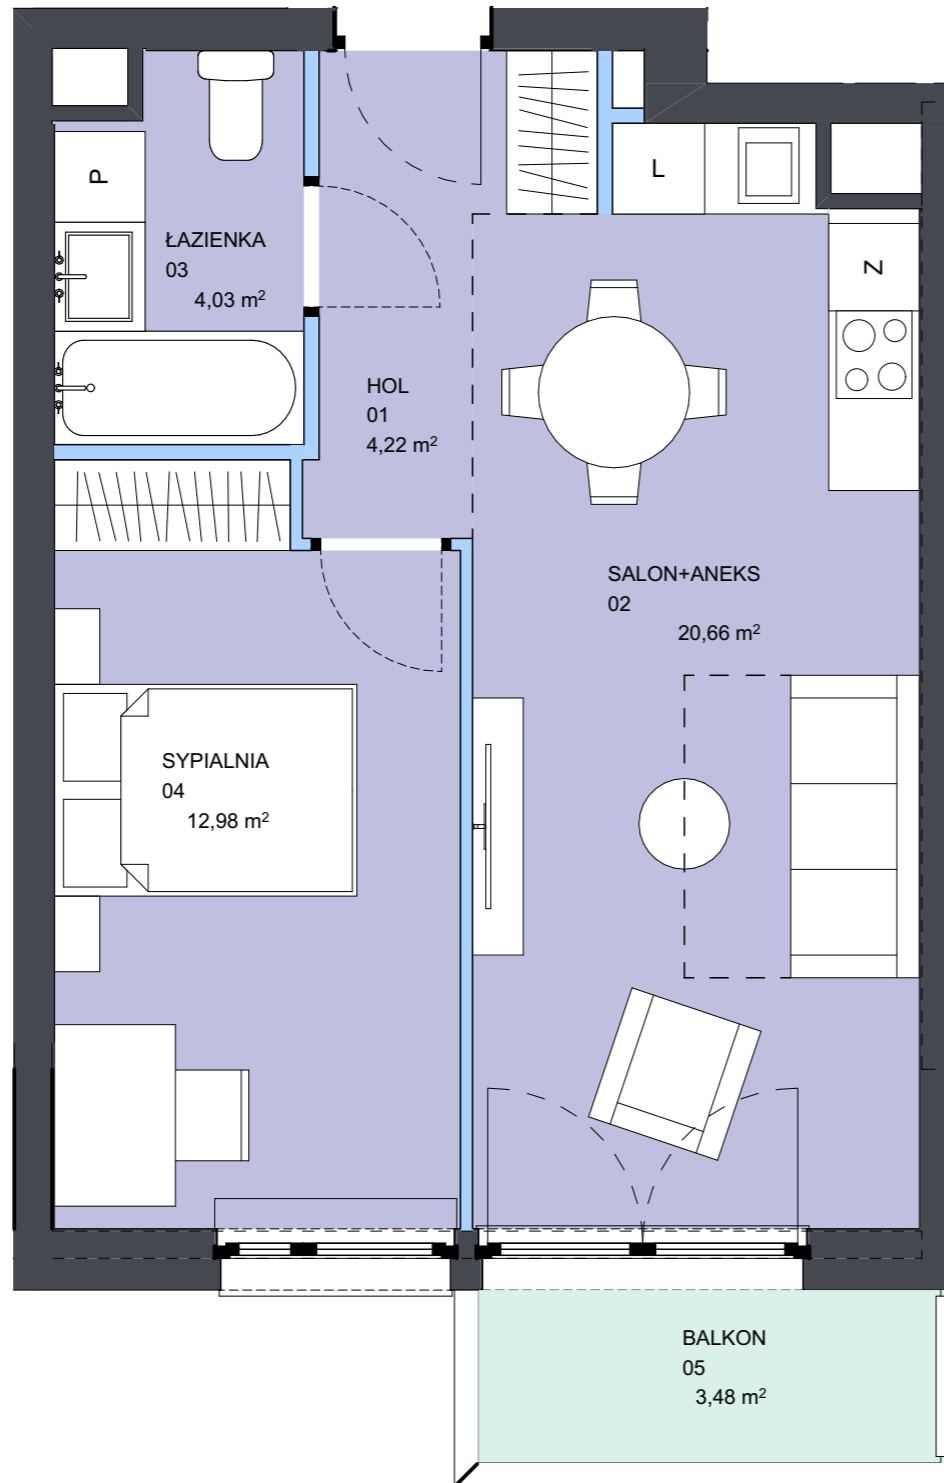 P
L
ŁAZIENKA
03
4,03 m²
Z
HOL
01
4,22 m²
SALON+ANEKS
02
20,66 m²
SYPIALNIA
04
12,98 m²
BALKON
05
3,48 m²